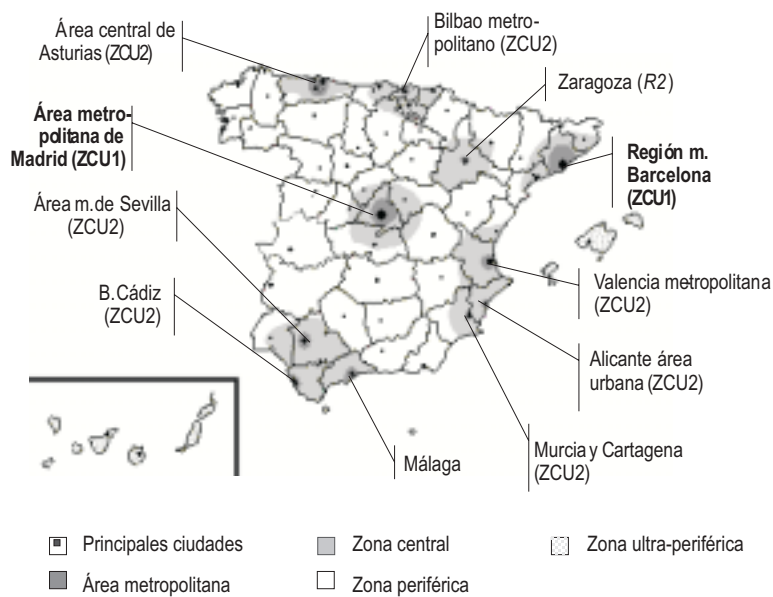 Área central de
Asturias (ZCU2)
Bilbao metro-
politano (ZCU2)
Zaragoza (R2)
Área metro-
politana de
Madrid (ZCU1)
Región m.
Barcelona
(ZCU1)
Área m. de Sevilla
(ZCU2)
B. Cádiz
(ZCU2)
Valencia metropolitana
(ZCU2)
Alicante área
urbana (ZCU2)
Málaga
Murcia y Cartagena
(ZCU2)
Principales ciudades
Zona central
Zona ultra-periférica
Área metropolitana
Zona periférica